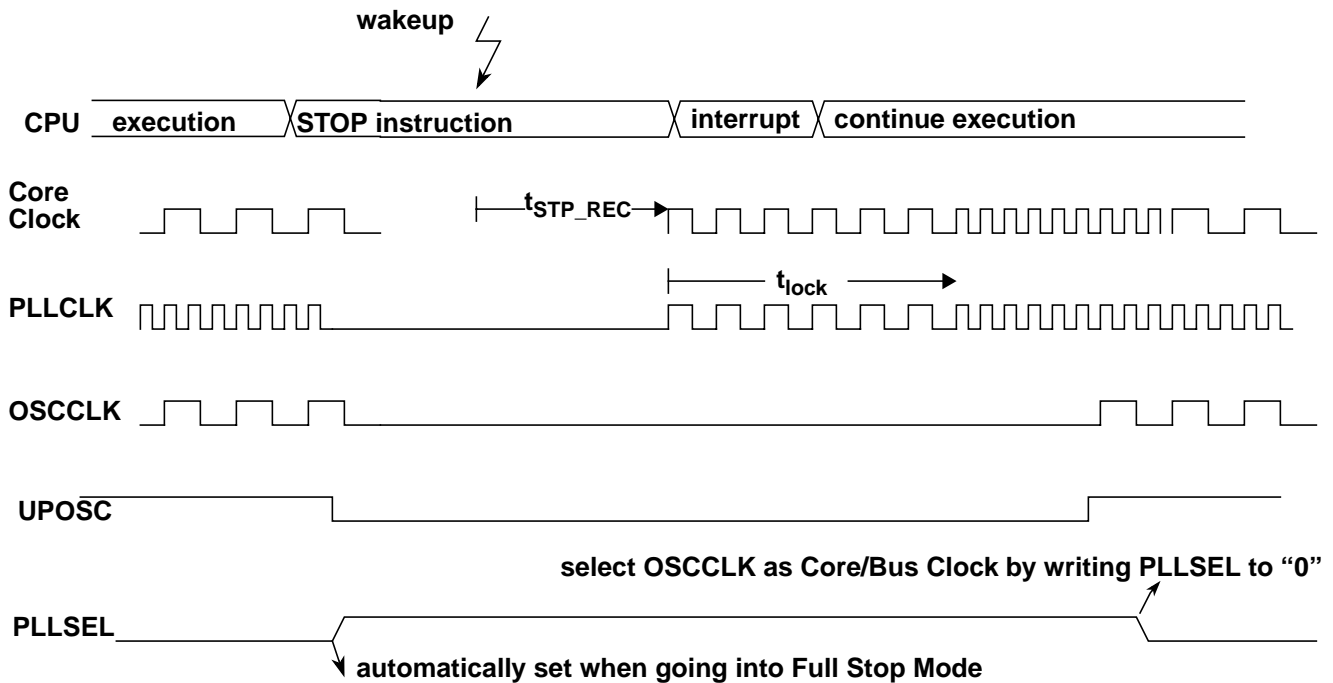 wakeup
CPU execution STOP instruction interrupt continue execution
Core
Clock
tSTP_REC
tlock
PLLCLK
OSCCLK
UPOSC
select OSCCLK as Core/Bus Clock by writing PLLSEL to “0”
PLLSEL
automatically set when going into Full Stop Mode